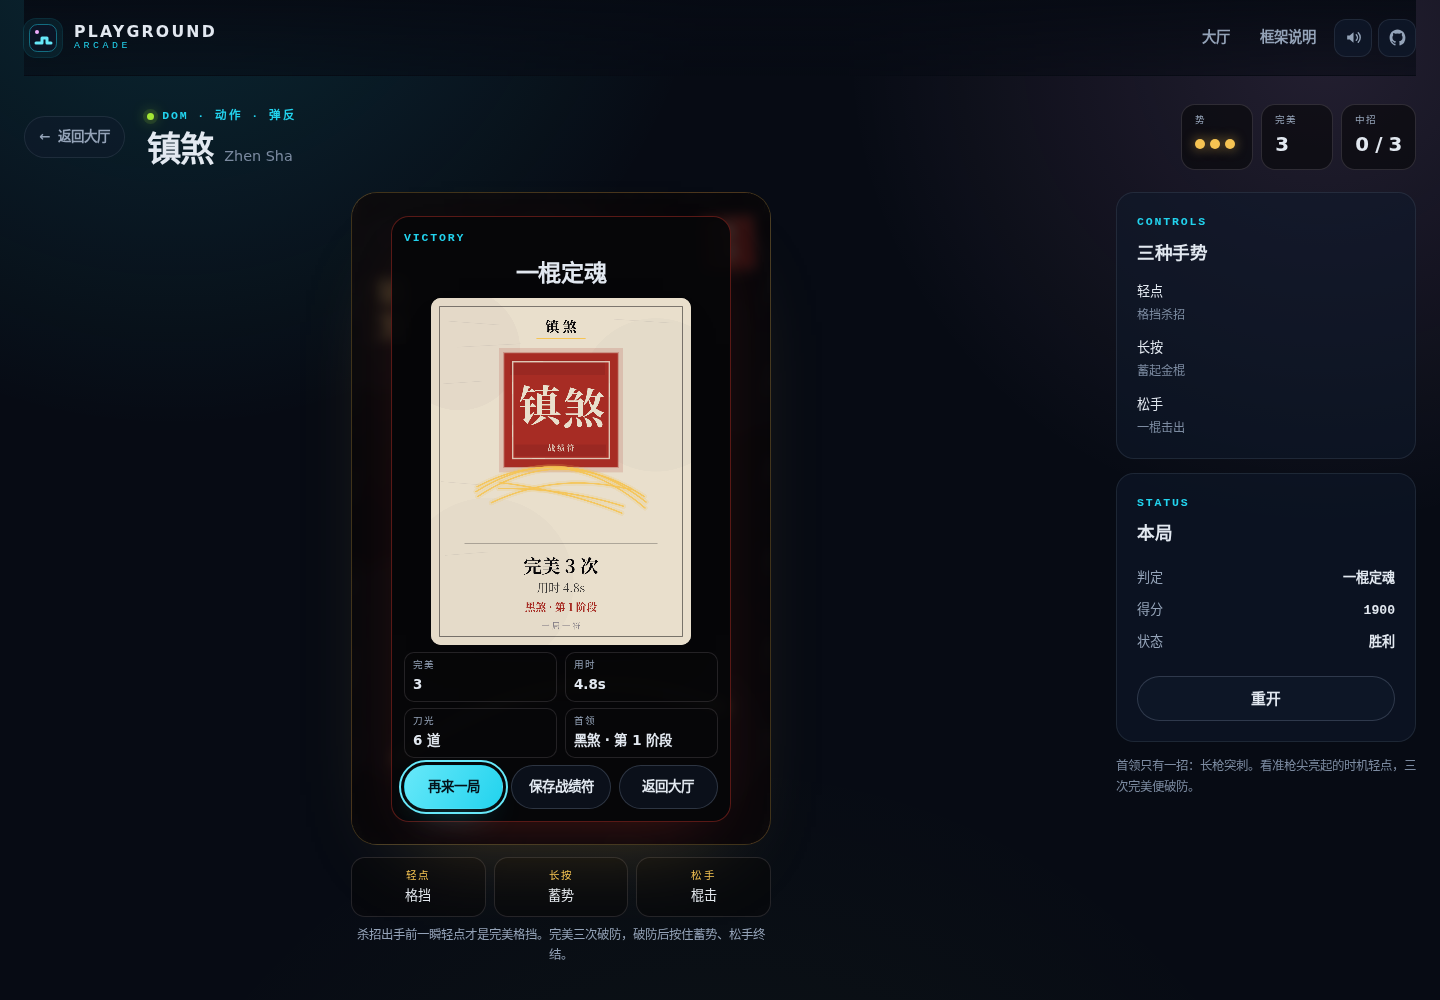 PLAYGROUND
ARCADE
大厅
框架说明
← 返回大厅
DOM · 动作 · 弹反
镇煞 Zhen Sha
势
完美
3
中招
0 / 3
VICTORY
一棍定魂
镇煞
镇煞
战绩符
完美 3 次
用时 4.8s
黑煞 · 第 1 阶段
一局一符
完美
3
用时
4.8s
刀光
6 道
首领
黑煞 · 第 1 阶段
再来一局
保存战绩符
返回大厅
轻点
格挡
长按
蓄势
松手
棍击
杀招出手前一瞬轻点才是完美格挡。完美三次破防，破防后按住蓄势、松手终
结。
CONTROLS
三种手势
轻点
格挡杀招
长按
蓄起金棍
松手
一棍击出
STATUS
本局
判定
一棍定魂
得分
1900
状态
胜利
重开
首领只有一招：长枪突刺。看准枪尖亮起的时机轻点，三
次完美便破防。